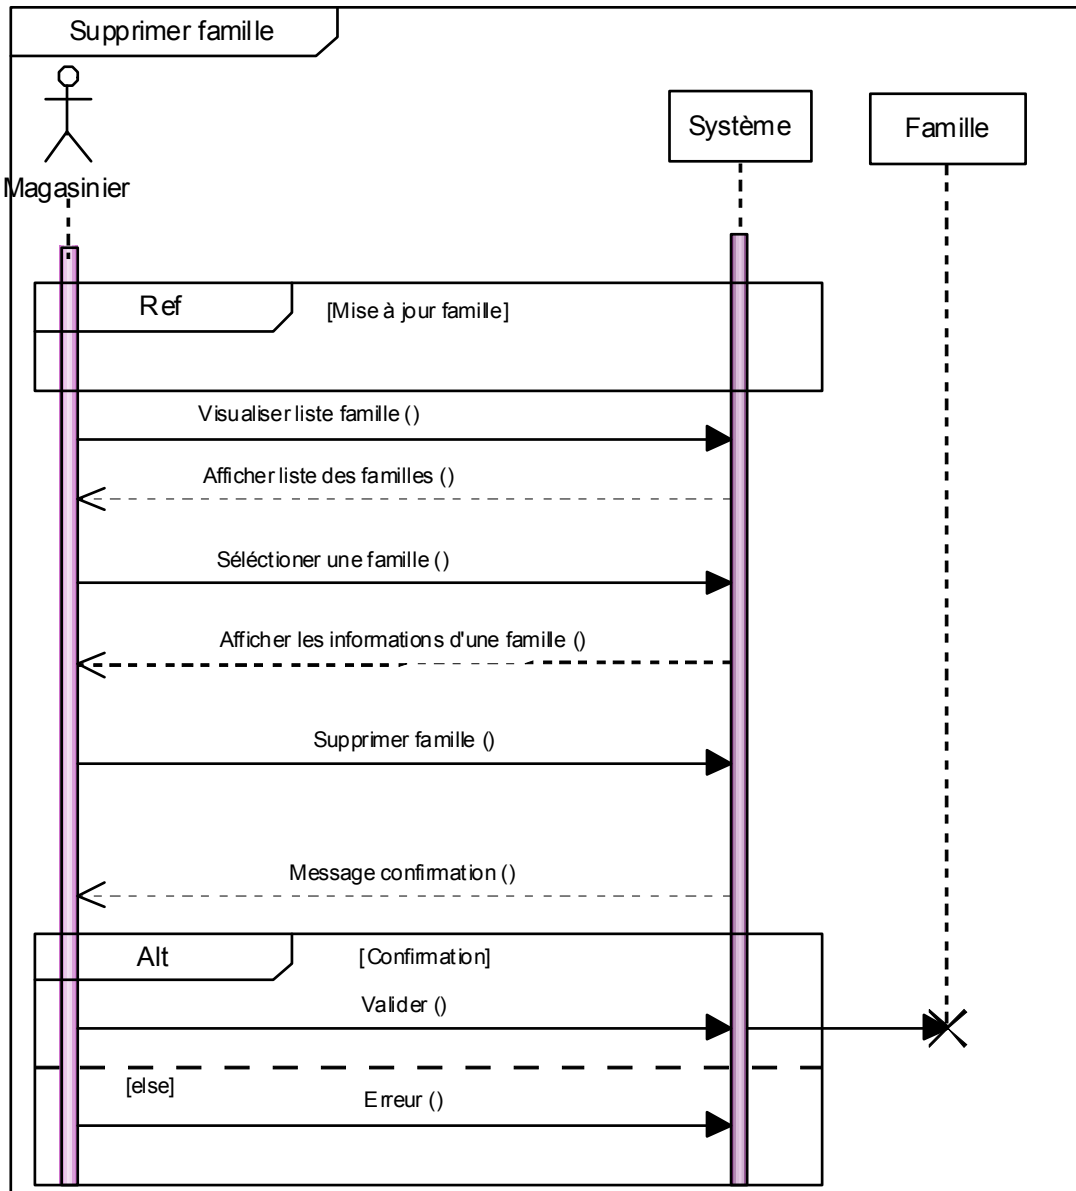 Supprimer famille
Système
Famille
Magasinier
Ref
[Mise à jour famille]
Visualiser liste famille ()
Afficher liste des familles ()
Séléctioner une famille ()
Afficher les informations d'une famille ()
Supprimer famille ()
Message confirmation ()
Alt
[Confirmation]
Valider ()
[else]
Erreur ()